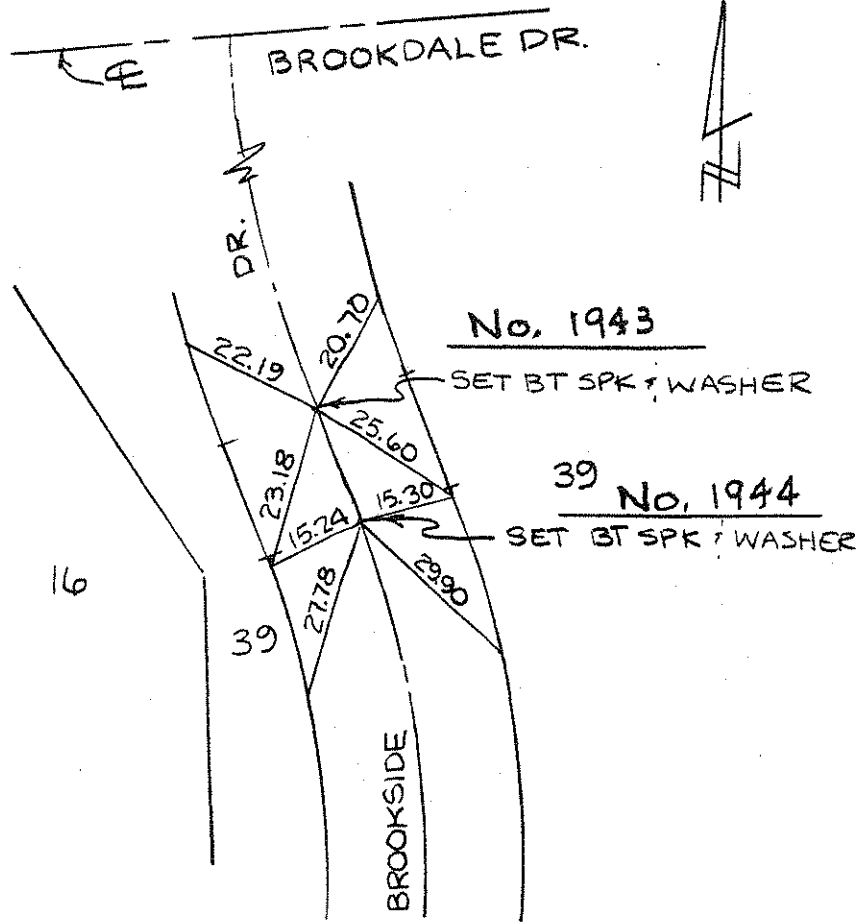 BROOKDALE DR.
℄
DR.
22.19
20.70
No. 1943
SET BT SPK & WASHER
25.60
23.18
39 No. 1944
15.30
15.24
SET BT SPK & WASHER
29.90
27.78
16
39
BROOKSIDE
N